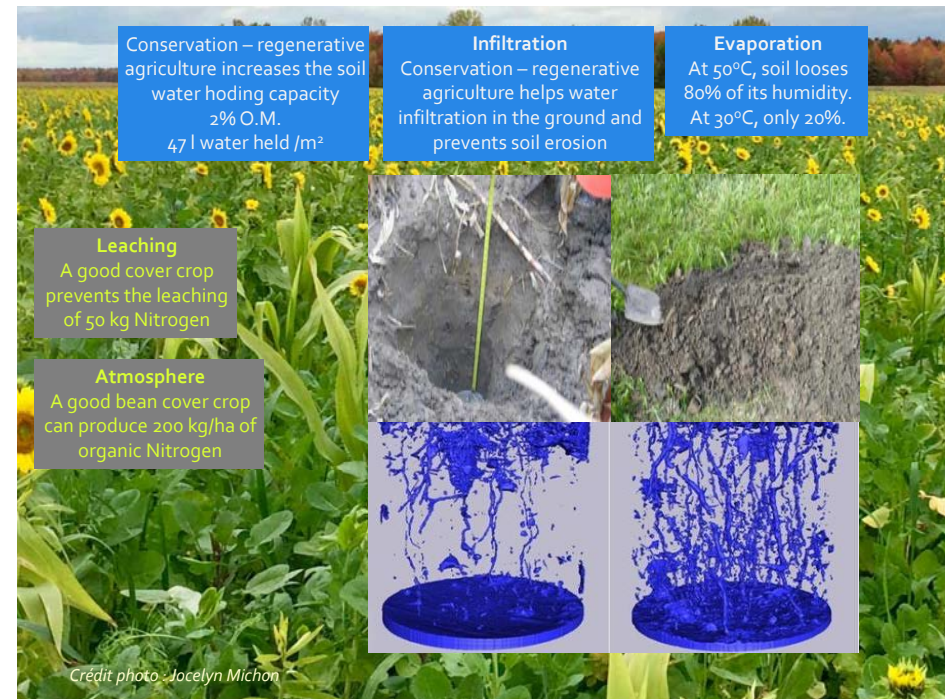 Conservation – regenerative
agriculture increases the soil
water hoding capacity
2% O.M.
47 l water held /m²
Infiltration
Conservation – regenerative
agriculture helps water
infiltration in the ground and
prevents soil erosion
Evaporation
At 50°C, soil looses
80% of its humidity.
At 30°C, only 20%.
Leaching
A good cover crop
prevents the leaching
of 50 kg Nitrogen
Atmosphere
A good bean cover crop
can produce 200 kg/ha of
organic Nitrogen
Crédit photo : Jocelyn Michon